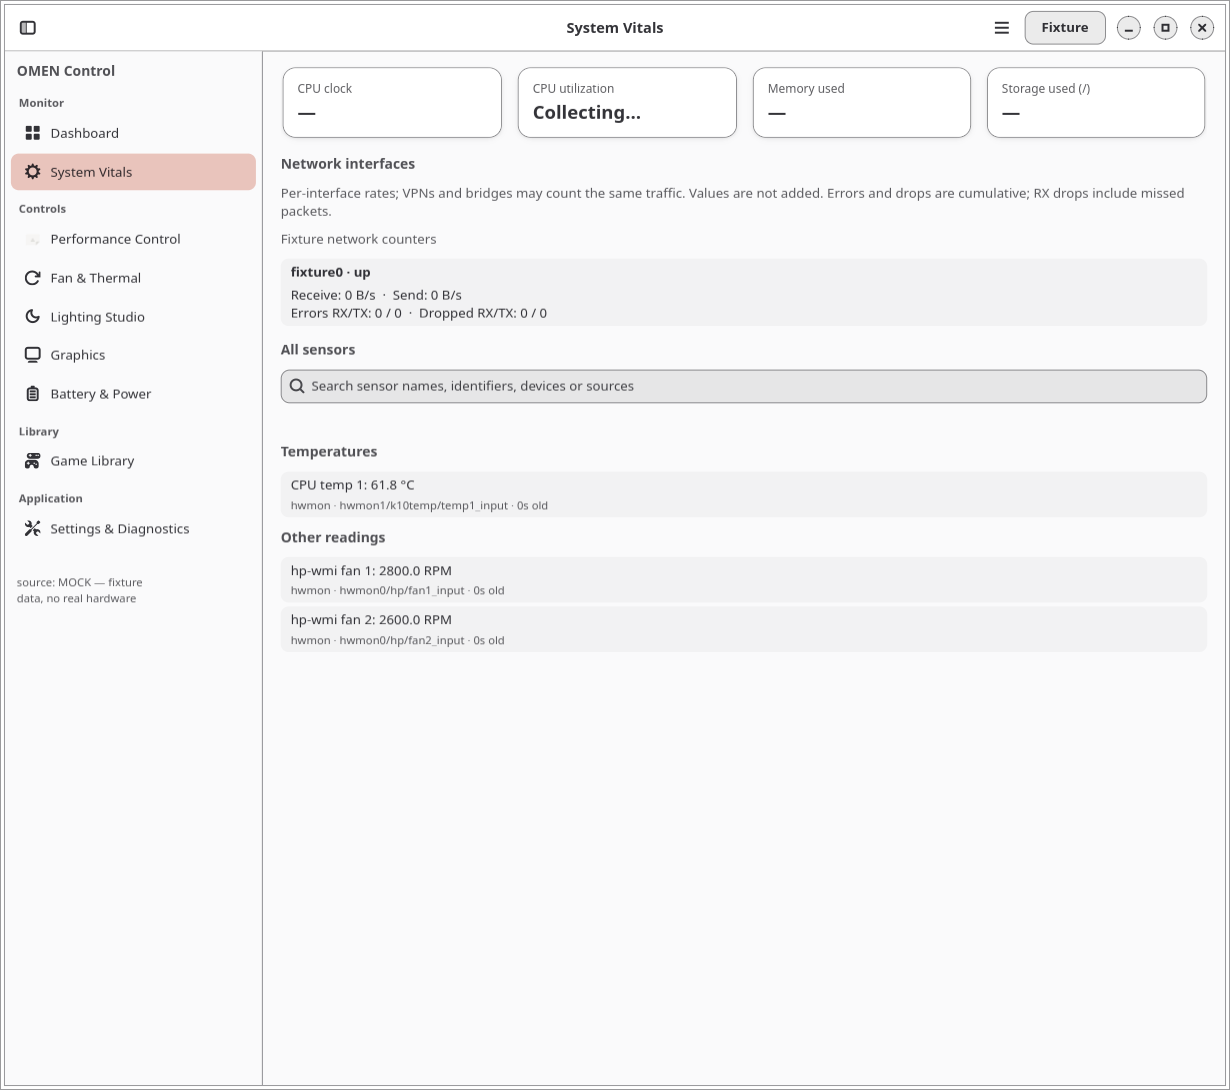 System Vitals
Fixture
OMEN Control
Monitor
Dashboard
System Vitals
Controls
Performance Control
Fan & Thermal
Lighting Studio
Graphics
Battery & Power
Library
Game Library
Application
Settings & Diagnostics
source: MOCK — fixture
data, no real hardware
CPU clock
—
CPU utilization
Collecting...
Memory used
—
Storage used (/)
—
Network interfaces
Per-interface rates; VPNs and bridges may count the same traffic. Values are not added. Errors and drops are cumulative; RX drops include missed
packets.
Fixture network counters
fixture0 · up
Receive: 0 B/s · Send: 0 B/s
Errors RX/TX: 0 / 0 · Dropped RX/TX: 0 / 0
All sensors
Search sensor names, identifiers, devices or sources
Temperatures
CPU temp 1: 61.8 °C
hwmon · hwmon1/k10temp/temp1_input · 0s old
Other readings
hp-wmi fan 1: 2800.0 RPM
hwmon · hwmon0/hp/fan1_input · 0s old
hp-wmi fan 2: 2600.0 RPM
hwmon · hwmon0/hp/fan2_input · 0s old